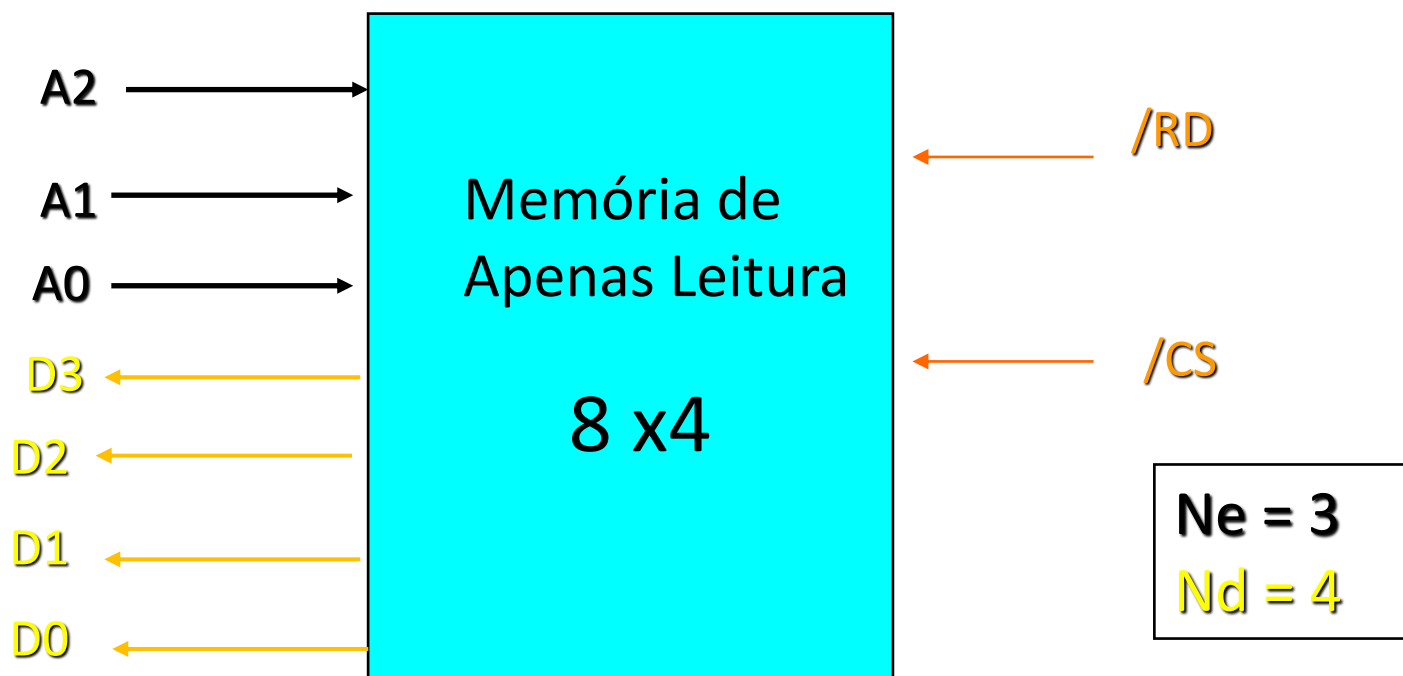 A2
A1
A0
D3
D2
D1
D0
Memória de
Apenas Leitura
8 x4
/RD
/CS
Ne = 3
Nd = 4